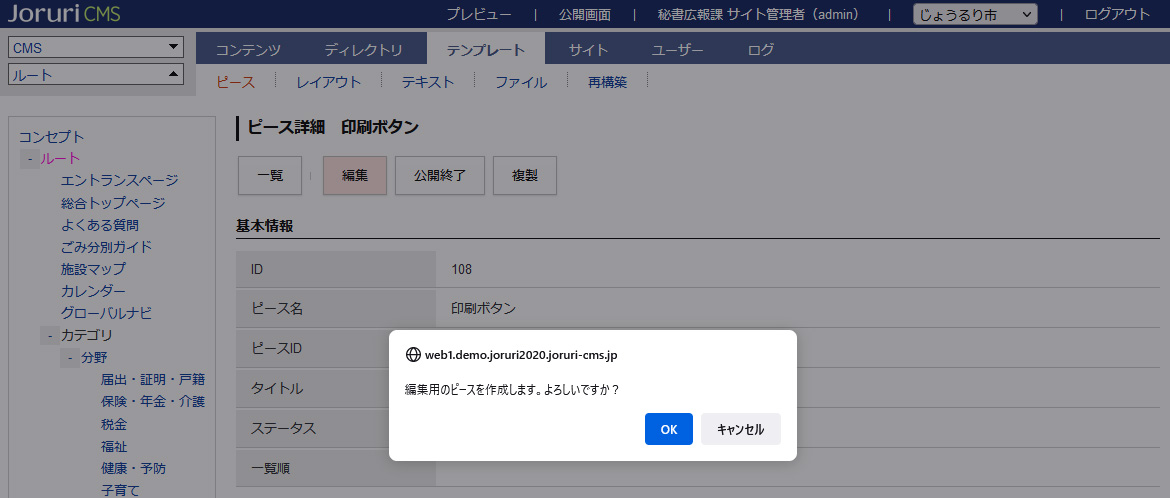 Joruri CMS
プレビュー | 公開画面 | 秘書広報課 サイト管理者（admin） | じょうるり市 | ログアウト
CMS
ルート
コンテンツ ディレクトリ テンプレート サイト ユーザー ログ
ピース レイアウト テキスト ファイル 再構築
コンセプト
- ルート
エントランスページ
総合トップページ
よくある質問
ごみ分別ガイド
施設マップ
カレンダー
グローバルナビ
- カテゴリ
- 分野
届出・証明・戸籍
保険・年金・介護
税金
福祉
健康・予防
子育て
ピース詳細 印刷ボタン
一覧 | 編集 公開終了 複製
基本情報
ID 108
ピース名 印刷ボタン
ピースID
タイトル
ステータス
一覧順
web1.demo.joruri2020.joruri-cms.jp
編集用のピースを作成します。よろしいですか？
OK キャンセル